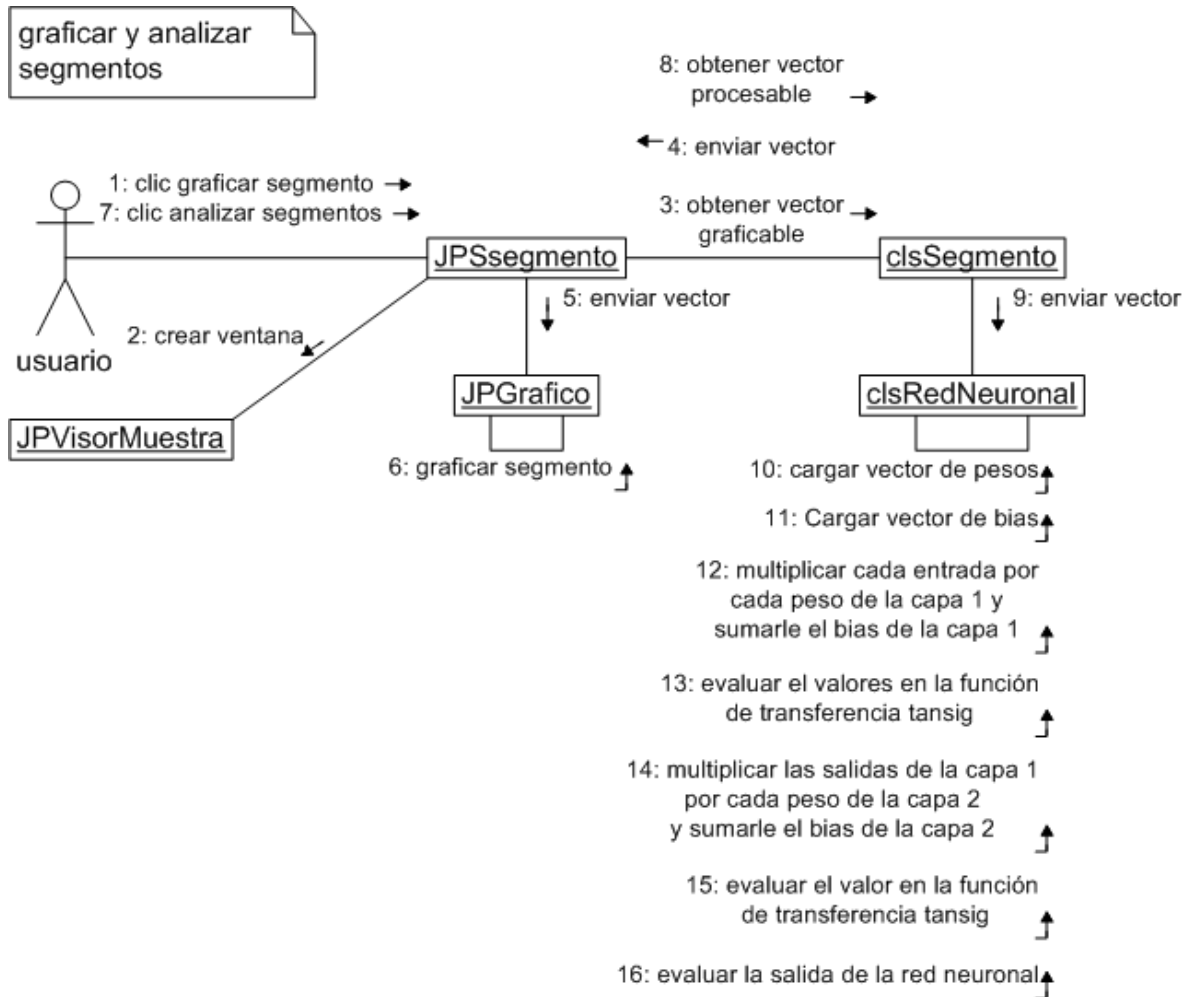 graficar y analizar
segmentos
8: obtener vector
procesable
4: enviar vector
1: clic graficar segmento
7: clic analizar segmentos
3: obtener vector
graficable
JPSsegmento
clsSegmento
5: enviar vector
9: enviar vector
2: crear ventana
usuario
JPGrafico
clsRedNeuronal
JPVisorMuestra
6: graficar segmento
10: cargar vector de pesos
11: Cargar vector de bias
12: multiplicar cada entrada por
cada peso de la capa 1 y
sumarle el bias de la capa 1
13: evaluar el valores en la función
de transferencia tansig
14: multiplicar las salidas de la capa 1
por cada peso de la capa 2
y sumarle el bias de la capa 2
15: evaluar el valor en la función
de transferencia tansig
16: evaluar la salida de la red neuronal